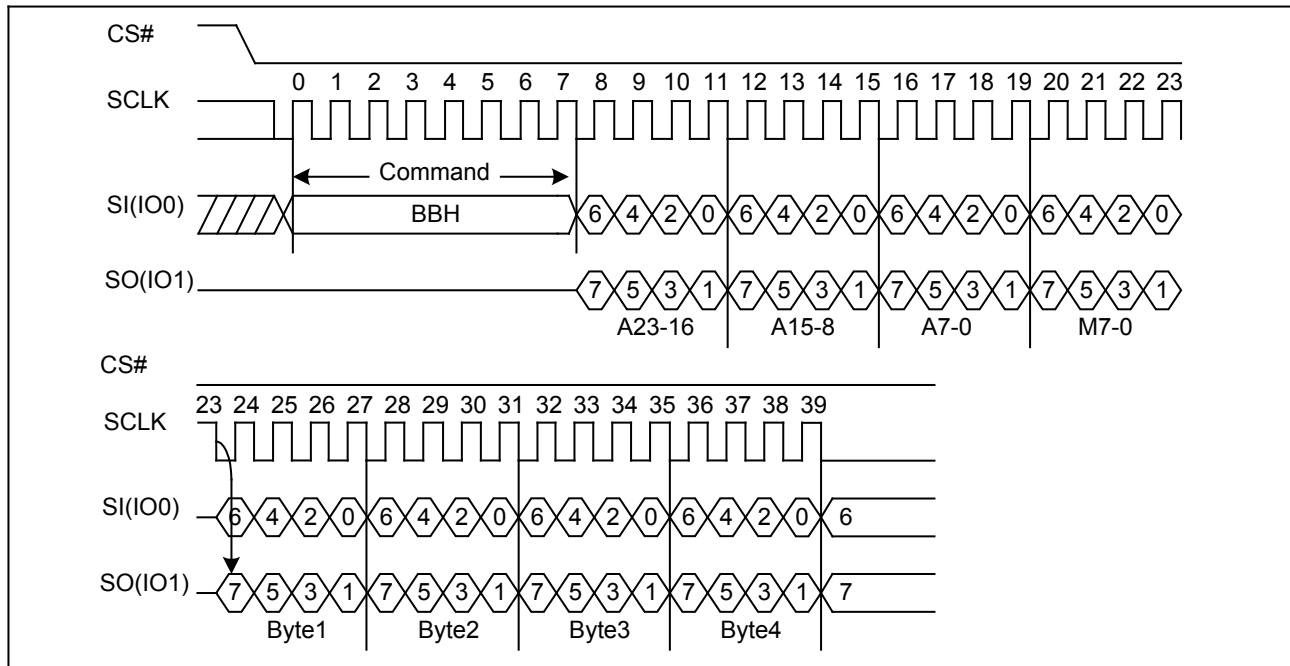 CS#
0 1 2 3 4 5 6 7 8 9 10 11 12 13 14 15 16 17 18 19 20 21 22 23
SCLK
Command
SI(IO0) BBH 6 4 2 0 6 4 2 0 6 4 2 0 6 4 2 0
SO(IO1) 7 5 3 1 7 5 3 1 7 5 3 1 7 5 3 1
A23-16 A15-8 A7-0 M7-0
CS#
23 24 25 26 27 28 29 30 31 32 33 34 35 36 37 38 39
SCLK
SI(IO0) 6 4 2 0 6 4 2 0 6 4 2 0 6 4 2 0 6
SO(IO1) 7 5 3 1 7 5 3 1 7 5 3 1 7 5 3 1 7
Byte1 Byte2 Byte3 Byte4